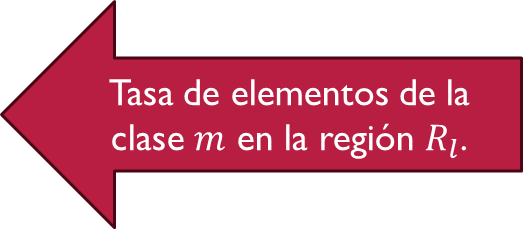 Tasa de elementos de la
clase 𝑚 en la región 𝑅𝑙.